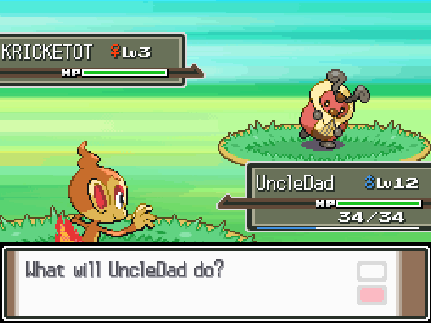 KRICKETOT ♀Lv3
HP
UncleDad ♂Lv12
HP
34/34
What will UncleDad do?